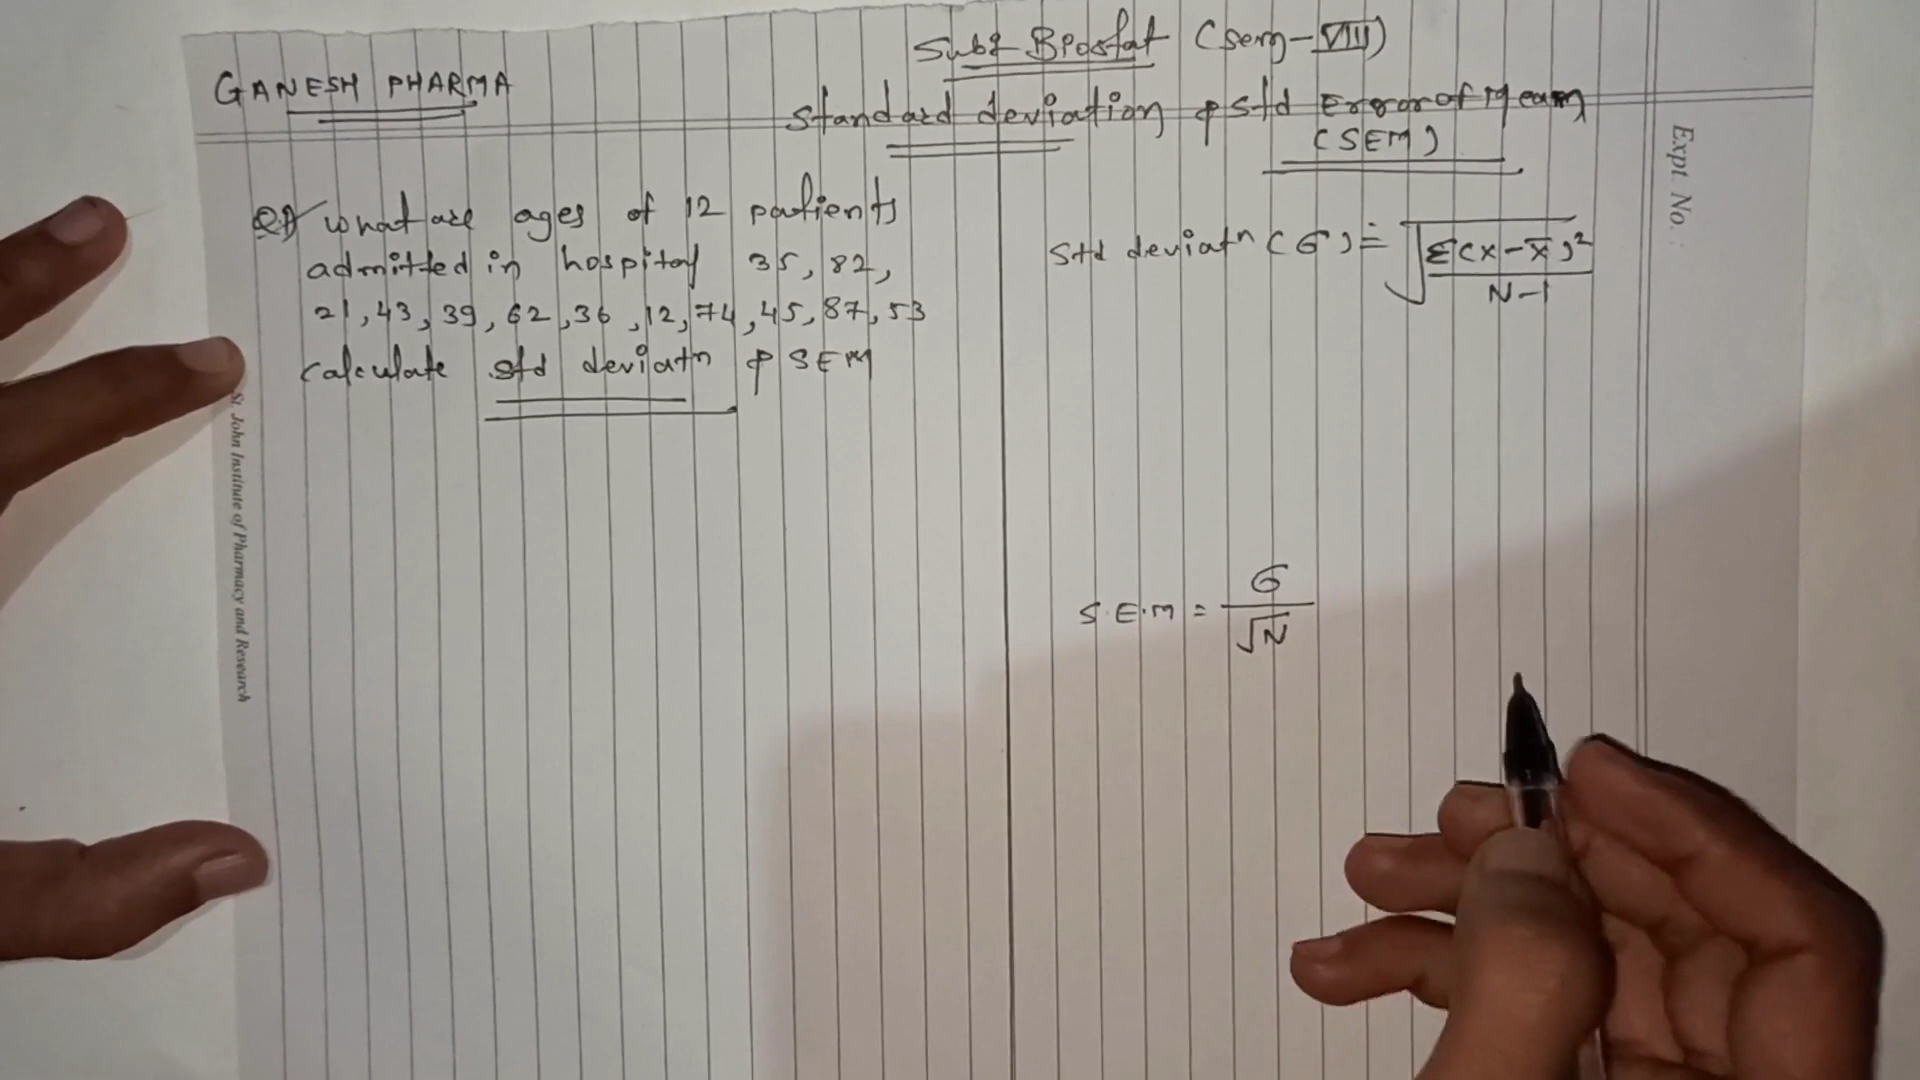 GANESH PHARMA
Sub: Biostat (Sem-VIII)
Standard deviation & Std Error of Mean
(SEM)
Q1) What are ages of 12 patients
admitted in hospital 35, 82,
21, 43, 39, 62, 36, 12, 74, 45, 87, 53
calculate std deviatn & SEM
Std deviatn (σ) = √Σ(x-x̄)²
N-1
S.E.M = σ
√N
Expt. No. :
St. John Institute of Pharmacy and Research